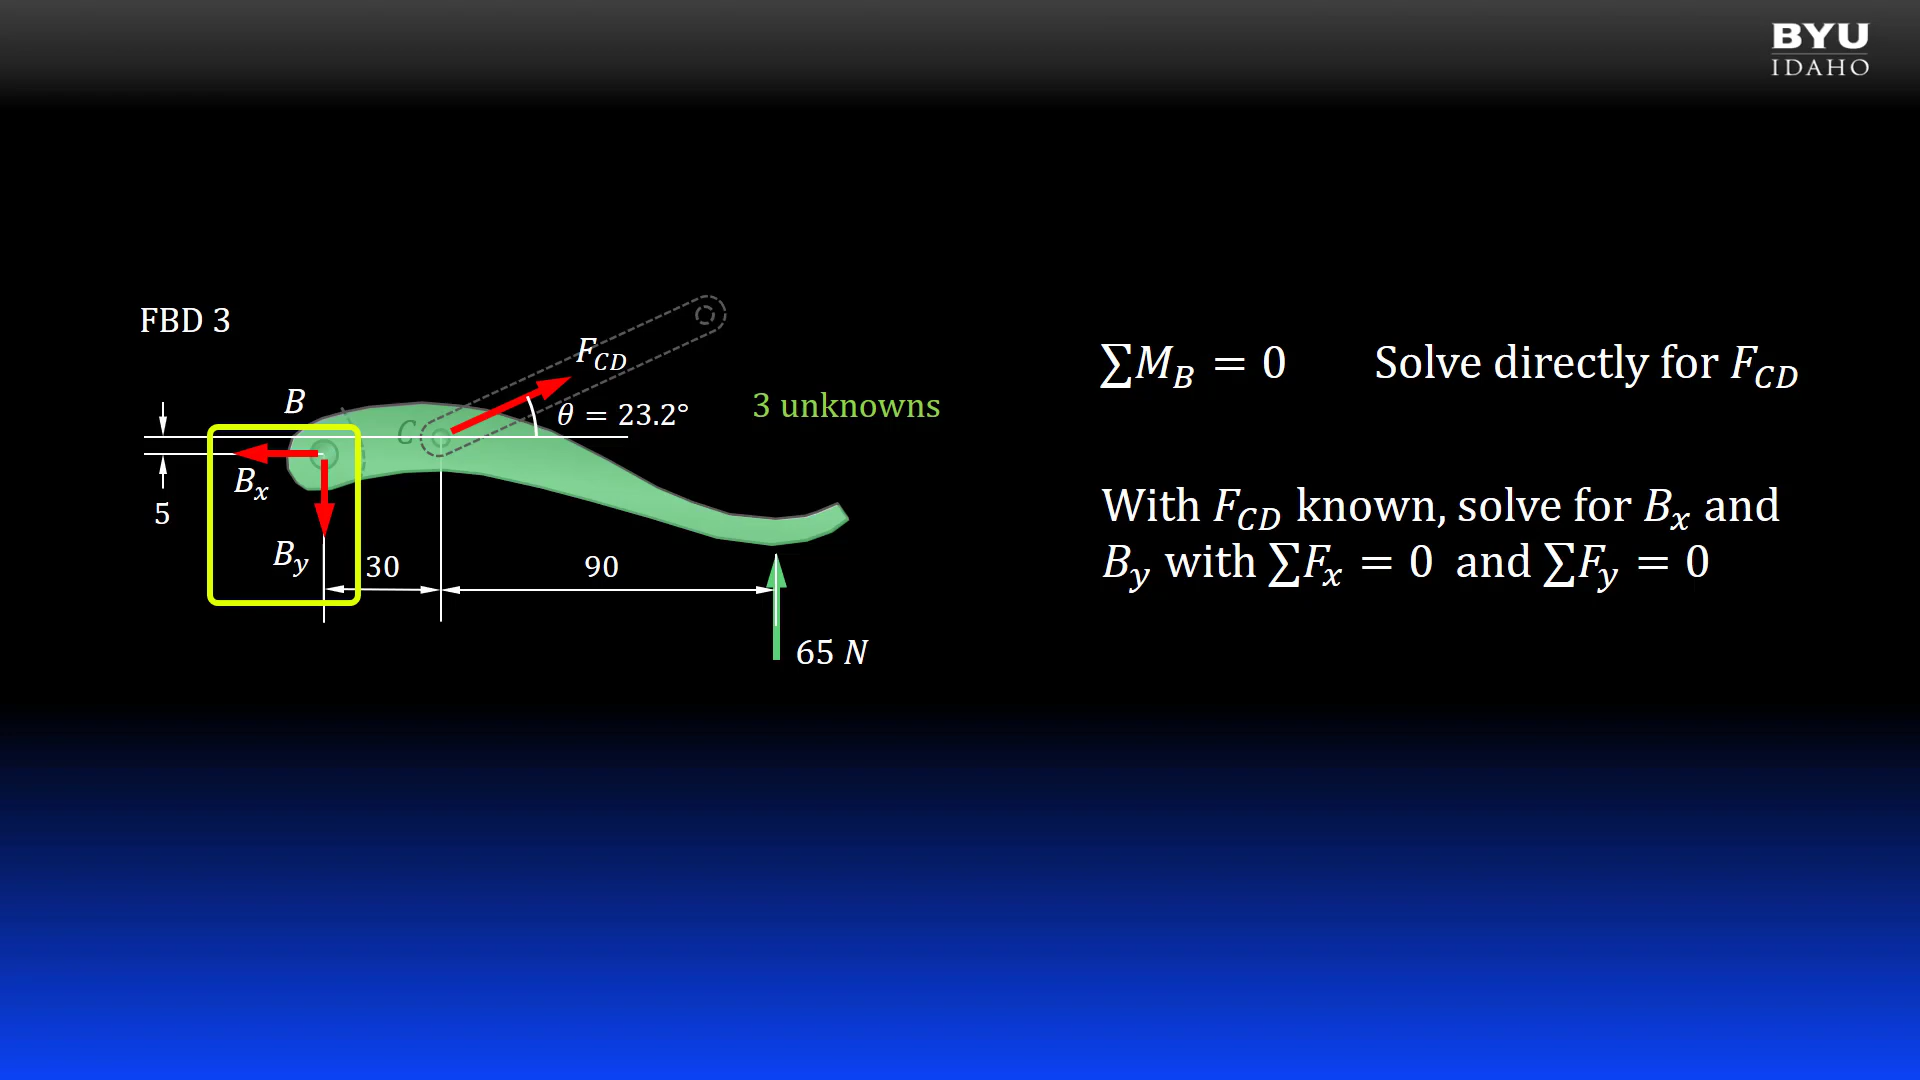 BYU
IDAHO
FBD 3
F_CD
B
θ = 23.2°
3 unknowns
C
B_x
5
B_y
30
90
65 N
∑M_B = 0 Solve directly for F_CD
With F_CD known, solve for B_x and
B_y with ∑F_x = 0 and ∑F_y = 0